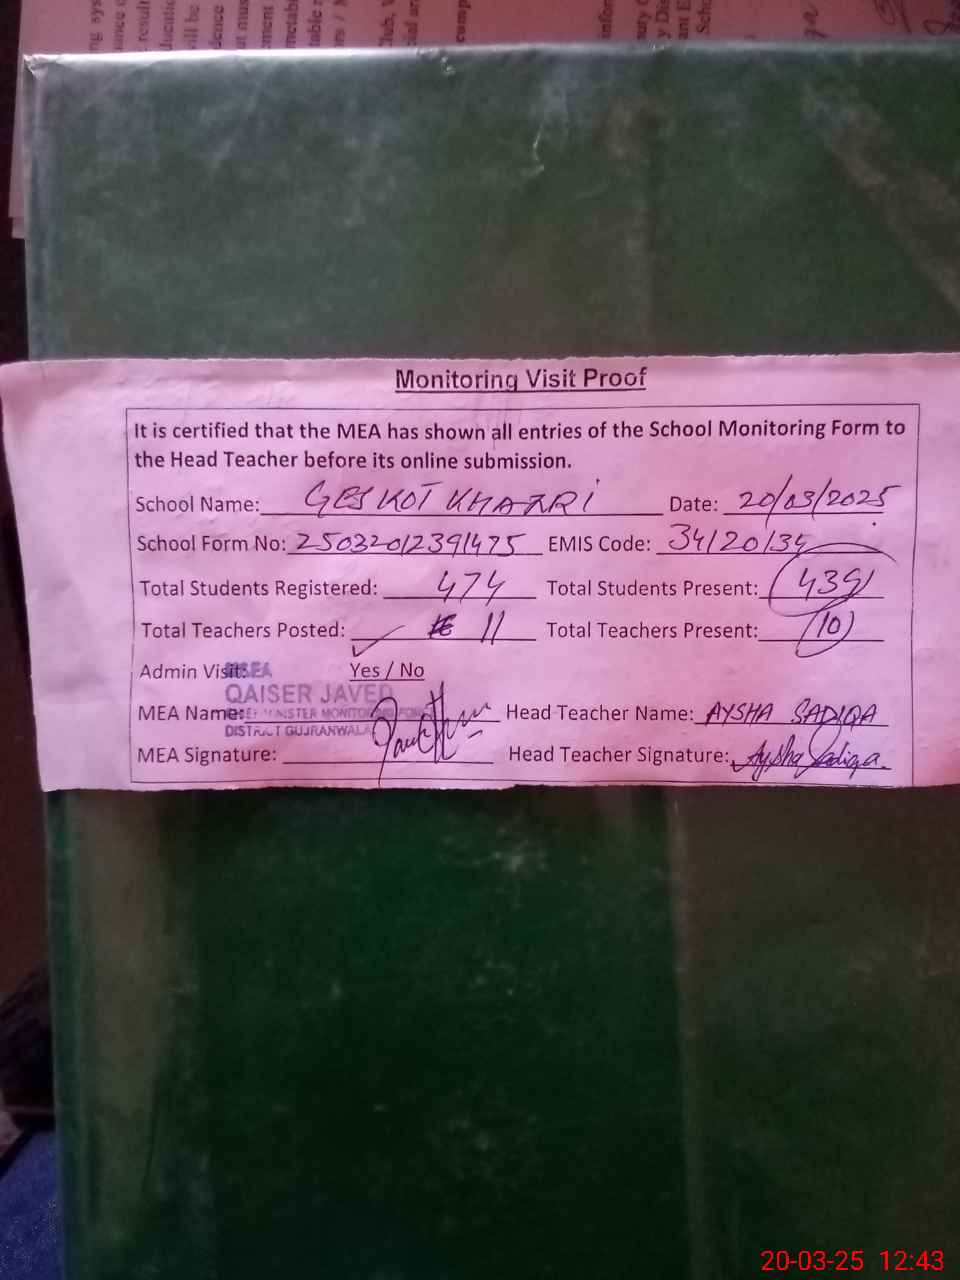 Monitoring Visit Proof
It is certified that the MEA has shown all entries of the School Monitoring Form to
the Head Teacher before its online submission.
School Name: GES KOT KHARRI Date: 20/03/2025
School Form No: 25032012391475 EMIS Code: 34120134
Total Students Registered: 474 Total Students Present: 439
Total Teachers Posted: 11 Total Teachers Present: 10
Admin Visit: Yes / No
QAISER JAVED
MEA Name: Head Teacher Name: AYSHA SADIQA
DISTRICT GUJRANWALA
MEA Signature: Head Teacher Signature: Aysha Sadiqa.
20-03-25 12:43